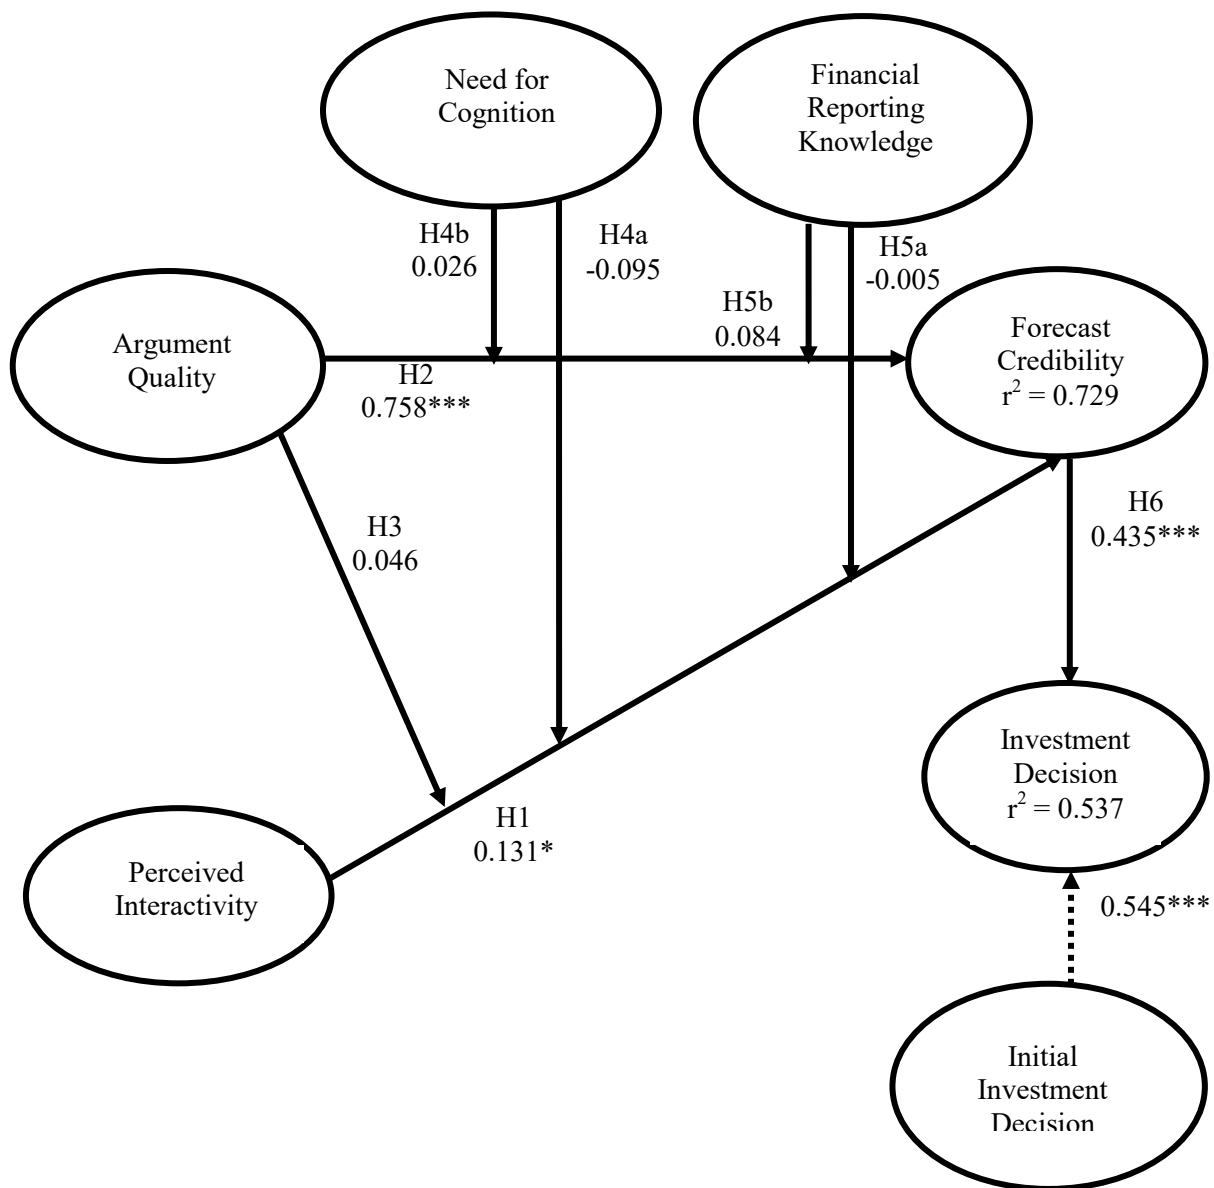 Need for
Cognition
Financial
Reporting
Knowledge
H4b
0.026
H4a
-0.095
H5a
-0.005
H5b
0.084
Argument
Quality
H2
0.758***
Forecast
Credibility
r² = 0.729
H3
0.046
H6
0.435***
Investment
Decision
r² = 0.537
H1
0.131*
Perceived
Interactivity
0.545***
Initial
Investment
Decision